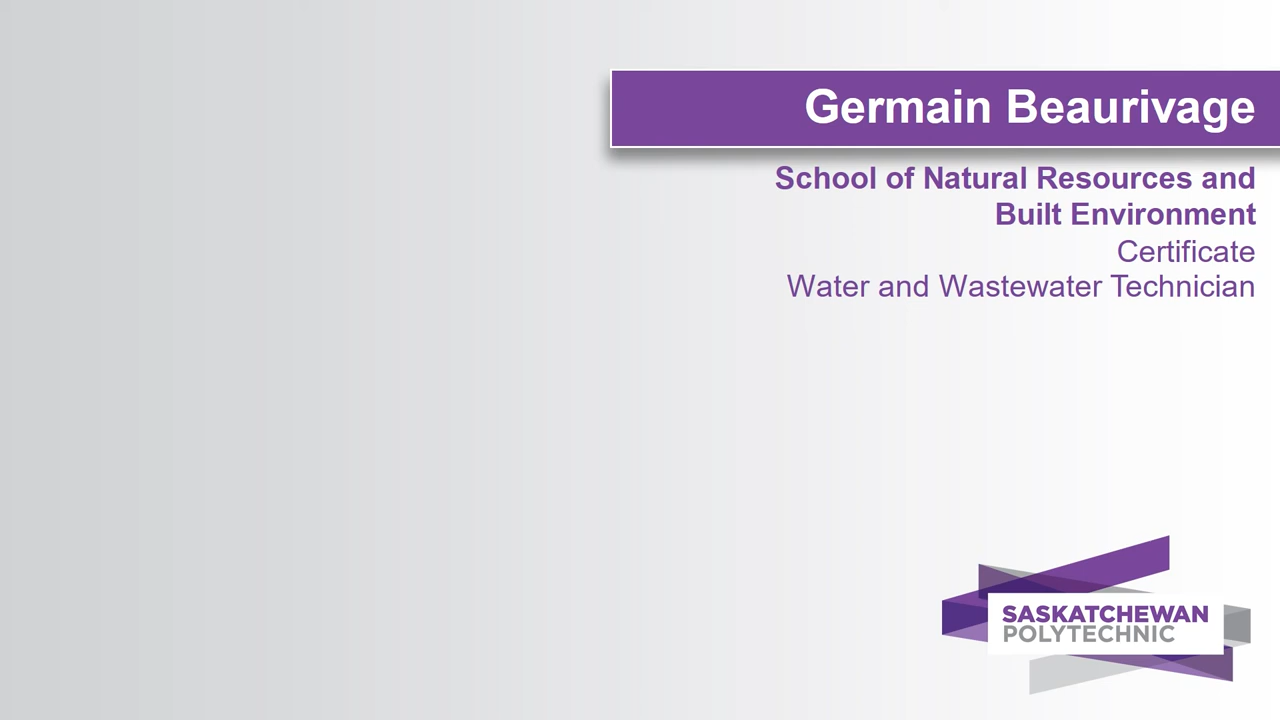 Germain Beaurivage
School of Natural Resources and
Built Environment
Certificate
Water and Wastewater Technician
SASKATCHEWAN
POLYTECHNIC